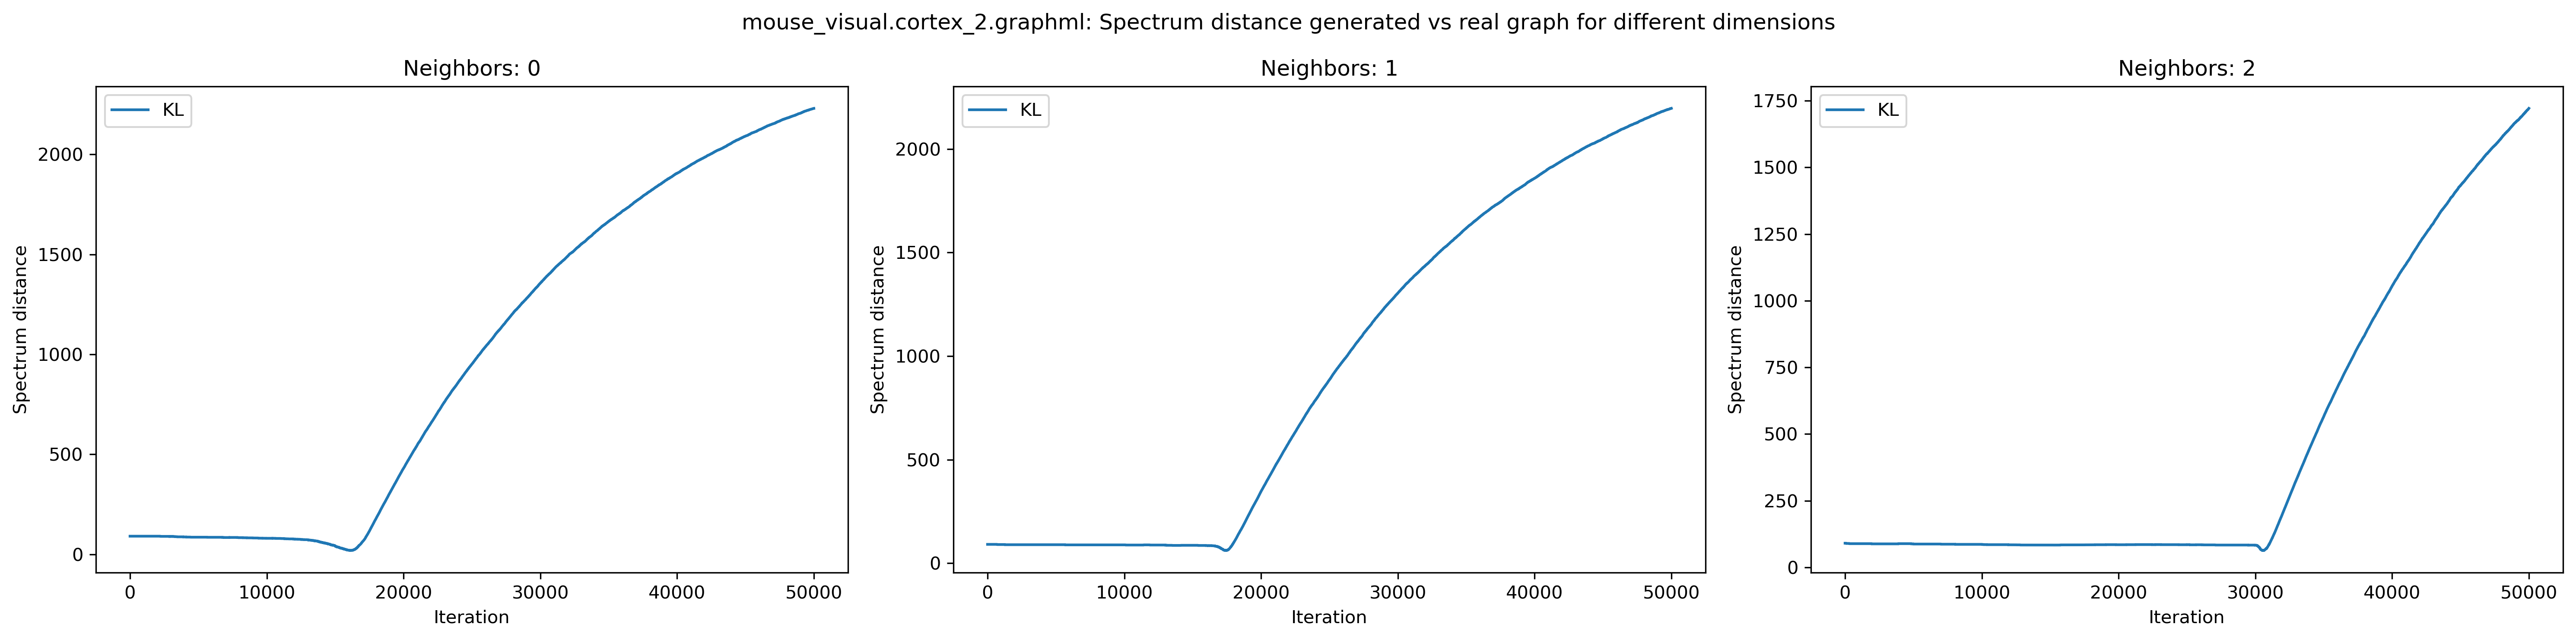 mouse_visual.cortex_2.graphml: Spectrum distance generated vs real graph for different dimensions
Neighbors: 0
KL
2000
1500
1000
500
0
Spectrum distance
0 10000 20000 30000 40000 50000
Iteration
Neighbors: 1
KL
2000
1500
1000
500
0
Spectrum distance
0 10000 20000 30000 40000 50000
Iteration
Neighbors: 2
KL
1750
1500
1250
1000
750
500
250
0
Spectrum distance
0 10000 20000 30000 40000 50000
Iteration